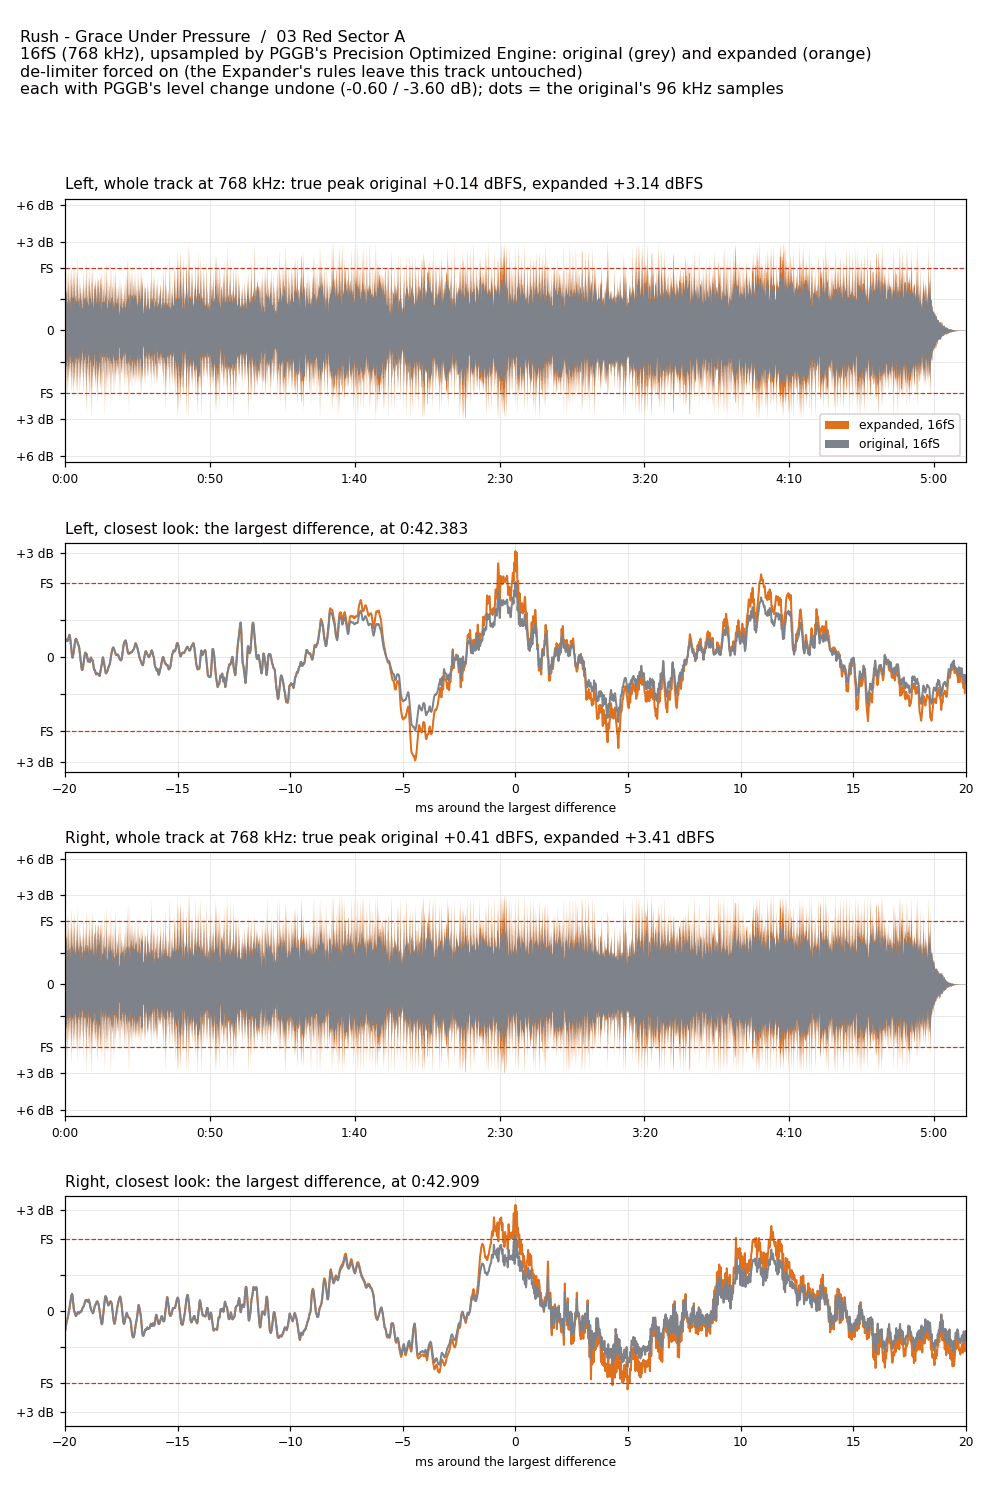 Rush - Grace Under Pressure  /  03 Red Sector A
16fS (768 kHz), upsampled by PGGB's Precision Optimized Engine: original (grey) and expanded (orange)
de-limiter forced on (the Expander's rules leave this track untouched)
each with PGGB's level change undone (-0.60 / -3.60 dB); dots = the original's 96 kHz samples
Left, whole track at 768 kHz: true peak original +0.14 dBFS, expanded +3.14 dBFS
+6 dB
+3 dB
FS
0
FS
+3 dB
+6 dB
expanded, 16fS
original, 16fS
0:00 0:50 1:40 2:30 3:20 4:10 5:00
Left, closest look: the largest difference, at 0:42.383
+3 dB
FS
0
FS
+3 dB
−20 −15 −10 −5 0 5 10 15 20
ms around the largest difference
Right, whole track at 768 kHz: true peak original +0.41 dBFS, expanded +3.41 dBFS
+6 dB
+3 dB
FS
0
FS
+3 dB
+6 dB
0:00 0:50 1:40 2:30 3:20 4:10 5:00
Right, closest look: the largest difference, at 0:42.909
+3 dB
FS
0
FS
+3 dB
−20 −15 −10 −5 0 5 10 15 20
ms around the largest difference